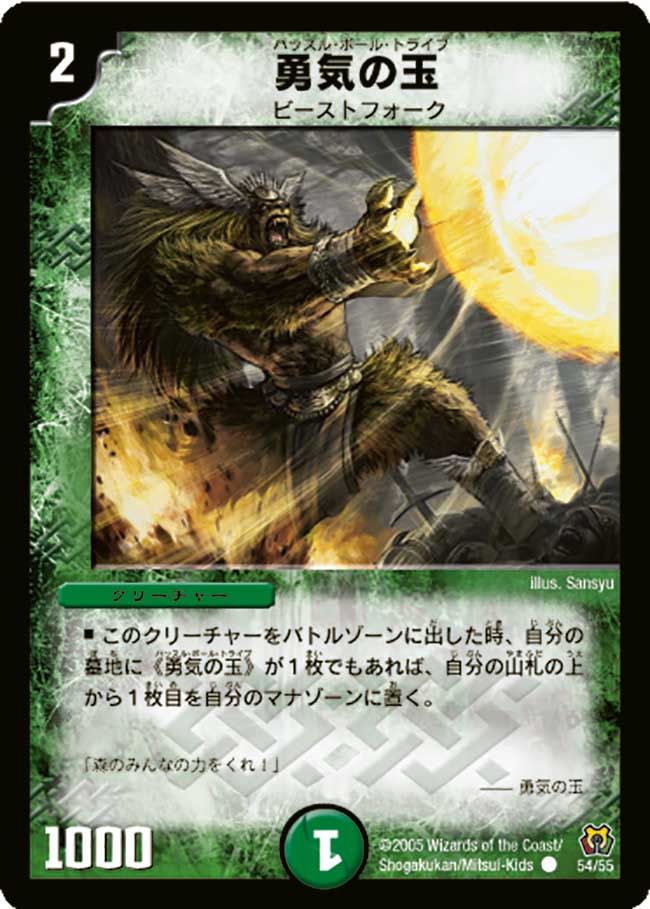 2
ハッスル・ボール・トライブ
勇気の玉
ビーストフォーク
illus. Sansyu
クリーチャー
■ このクリーチャーをバトルゾーンに出した時、自分の
墓地に《勇気の玉》が1枚でもあれば、自分の山札の上
から1枚目を自分のマナゾーンに置く。
「森のみんなの力をくれ！」
—— 勇気の玉
1000
1
©2005 Wizards of the Coast/
Shogakukan/Mitsui-Kids
54/55